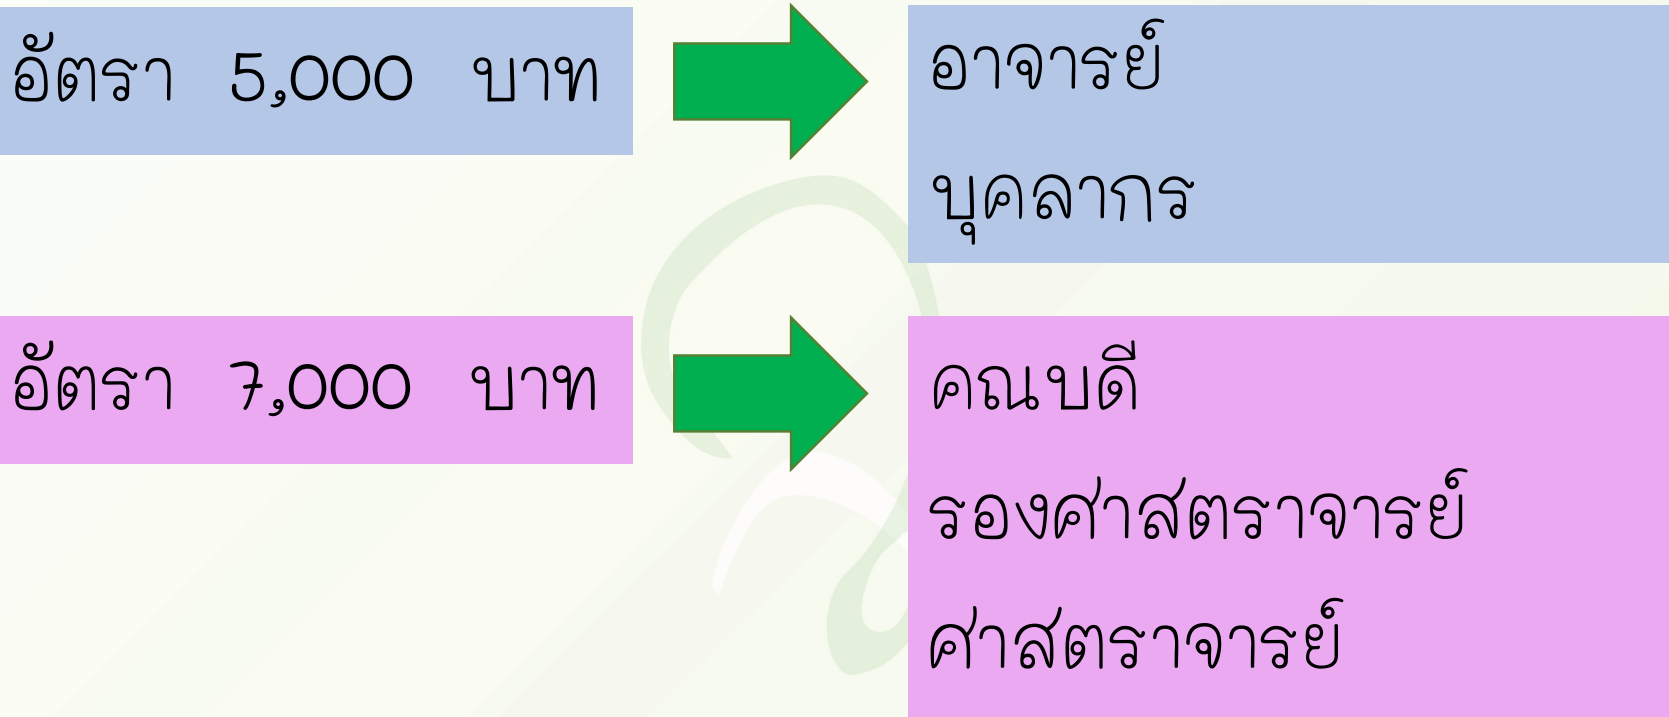 อัตรา 5,000 บาท
อาจารย์
บุคลากร
อัตรา 7,000 บาท
คณบดี
รองศาสตราจารย์
ศาสตราจารย์